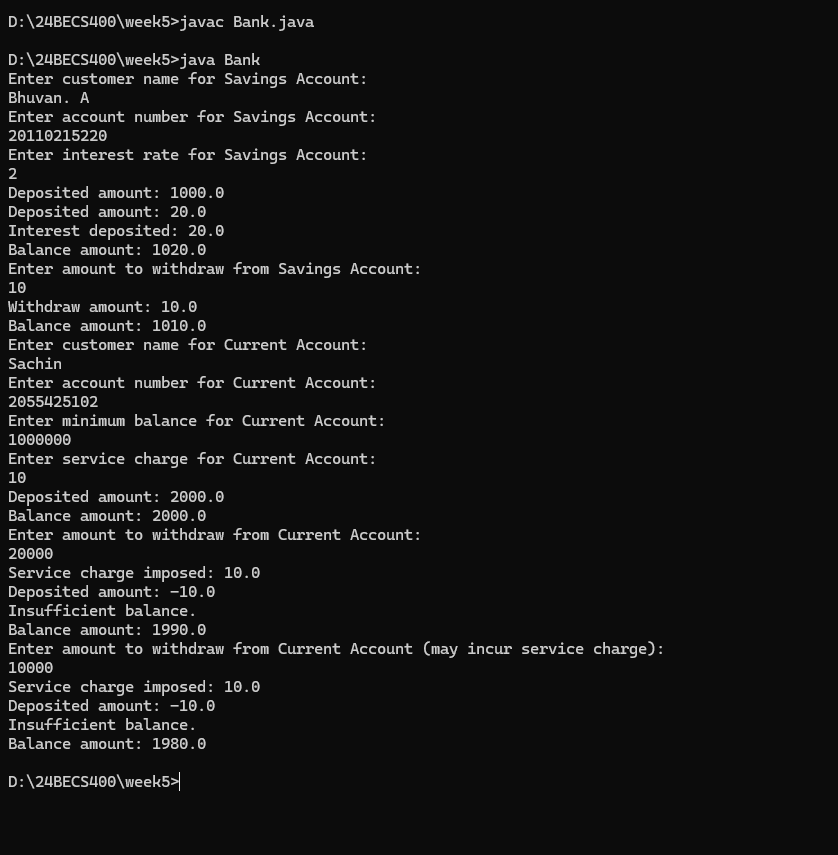 D:\24BECS400\week5>javac Bank.java
D:\24BECS400\week5>java Bank
Enter customer name for Savings Account:
Bhuvan. A
Enter account number for Savings Account:
20110215220
Enter interest rate for Savings Account:
2
Deposited amount: 1000.0
Deposited amount: 20.0
Interest deposited: 20.0
Balance amount: 1020.0
Enter amount to withdraw from Savings Account:
10
Withdraw amount: 10.0
Balance amount: 1010.0
Enter customer name for Current Account:
Sachin
Enter account number for Current Account:
2055425102
Enter minimum balance for Current Account:
1000000
Enter service charge for Current Account:
10
Deposited amount: 2000.0
Balance amount: 2000.0
Enter amount to withdraw from Current Account:
20000
Service charge imposed: 10.0
Deposited amount: -10.0
Insufficient balance.
Balance amount: 1990.0
Enter amount to withdraw from Current Account (may incur service charge):
10000
Service charge imposed: 10.0
Deposited amount: -10.0
Insufficient balance.
Balance amount: 1980.0
D:\24BECS400\week5>